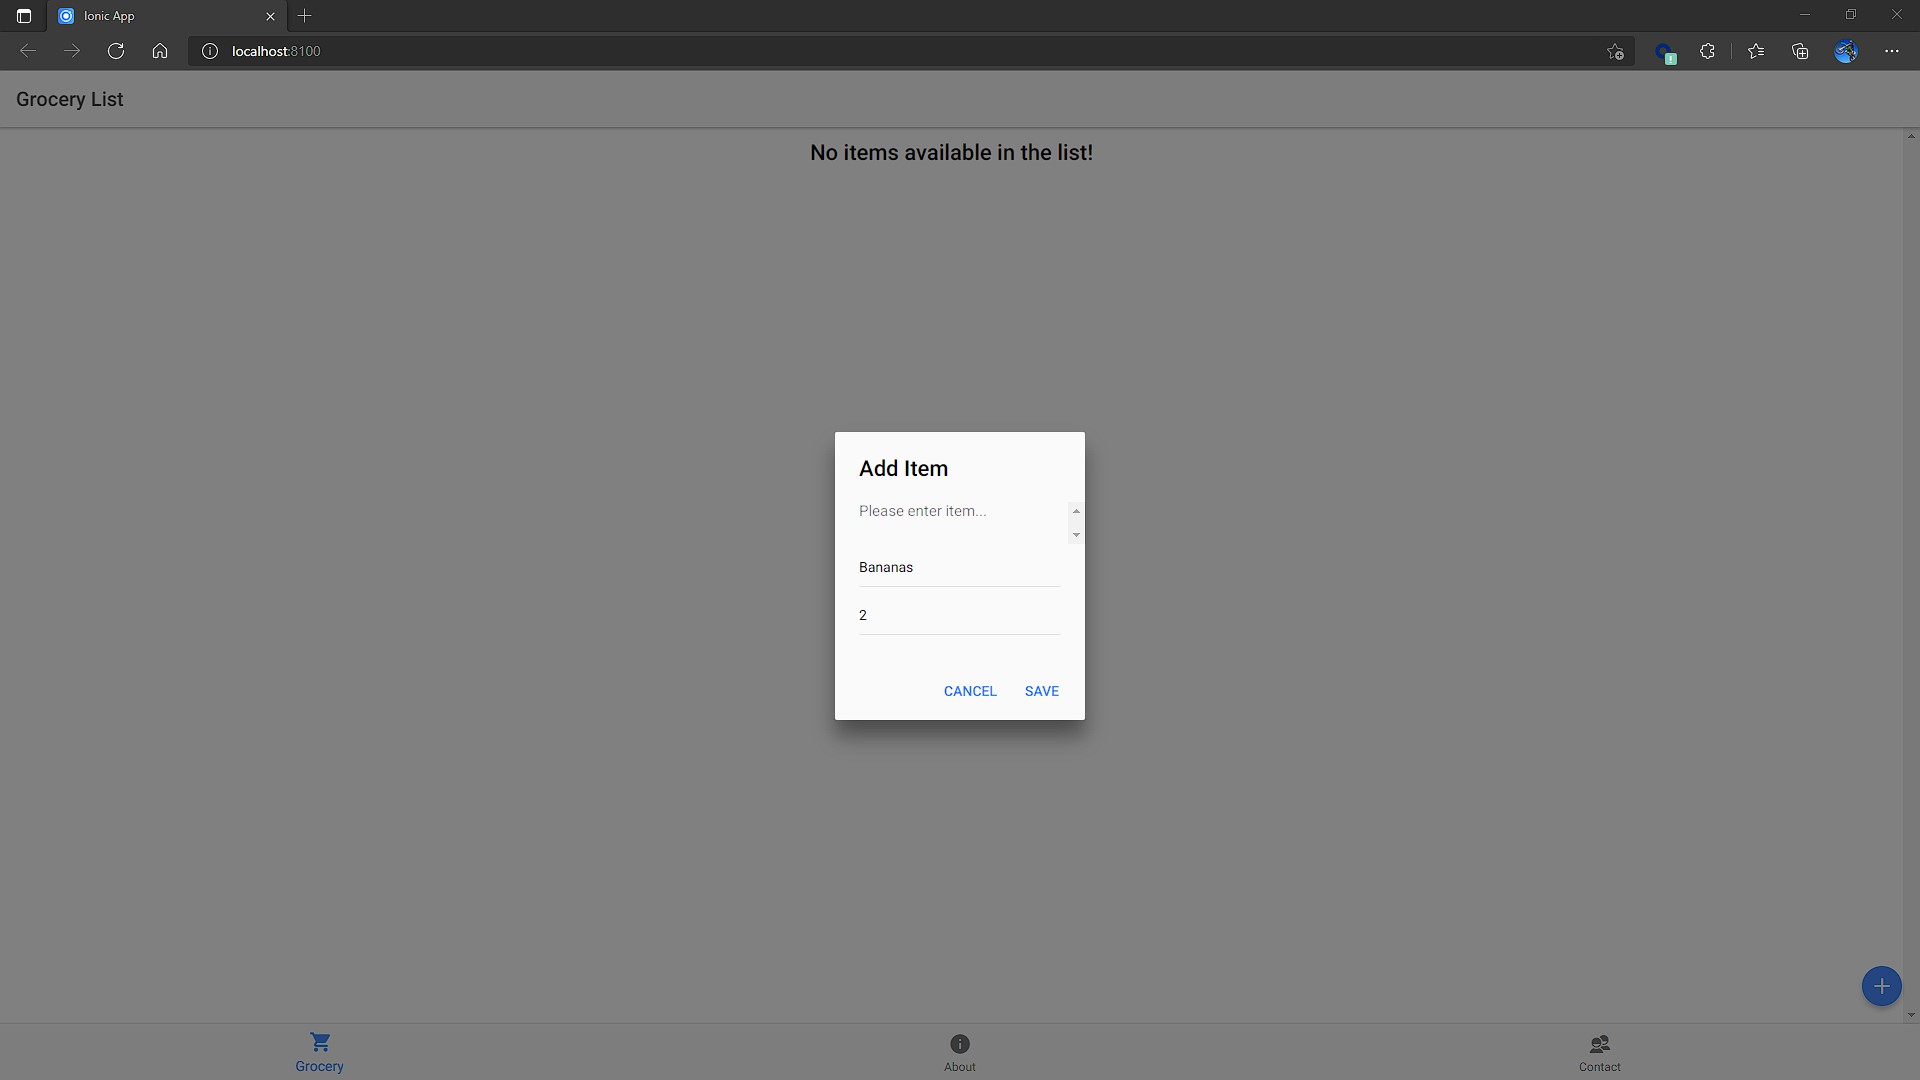 Ionic App
localhost:8100
Grocery List
No items available in the list!
Add Item
Please enter item...
Bananas
2
CANCEL SAVE
Grocery
About
Contact